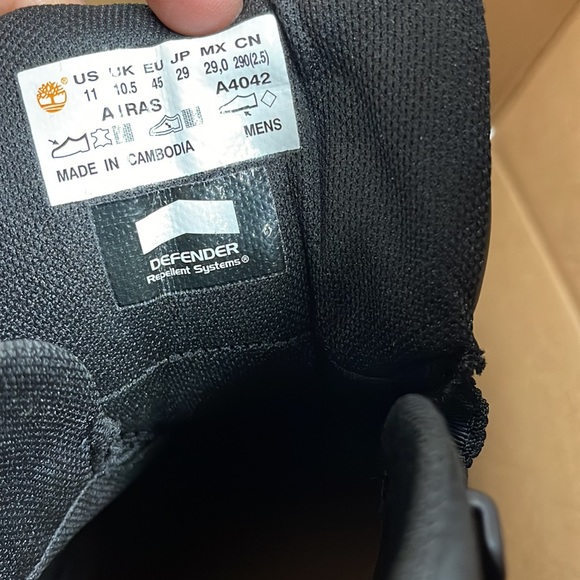 US UK EU JP MX CN
11 10.5 45 29 29,0 290(2.5)
A1RAS A4042
MENS
MADE IN CAMBODIA
DEFENDER
Repellent Systems®